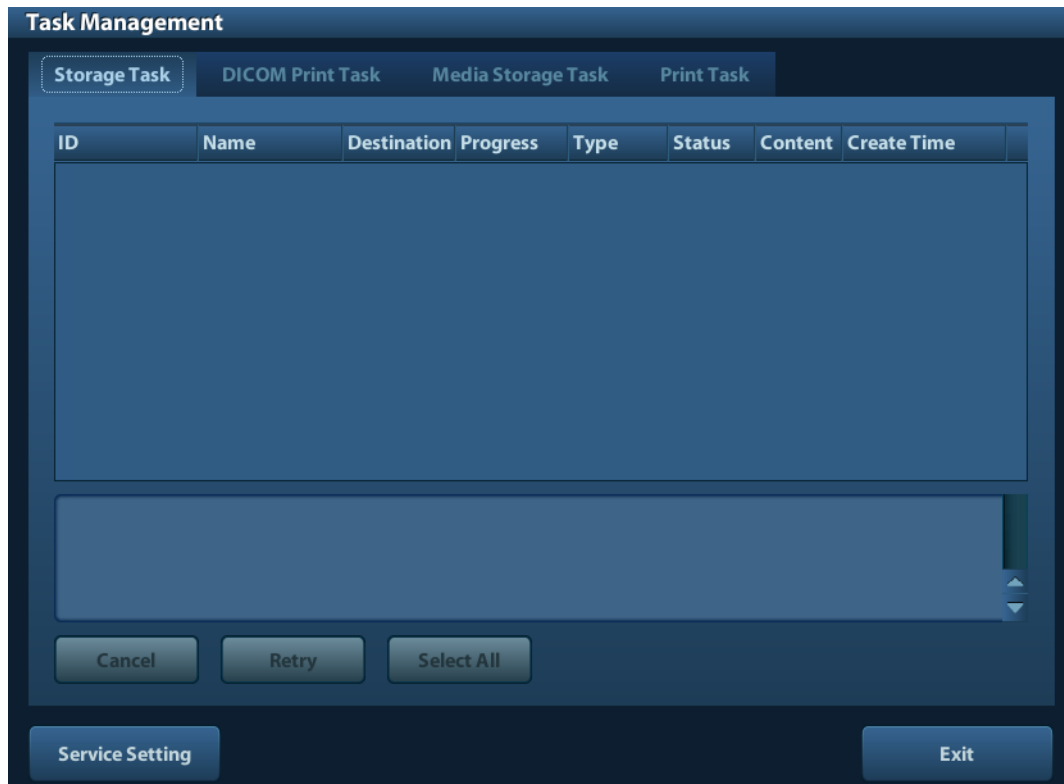 Task Management
Storage Task DICOM Print Task Media Storage Task Print Task
ID Name Destination Progress Type Status Content Create Time
Cancel Retry Select All
Service Setting Exit